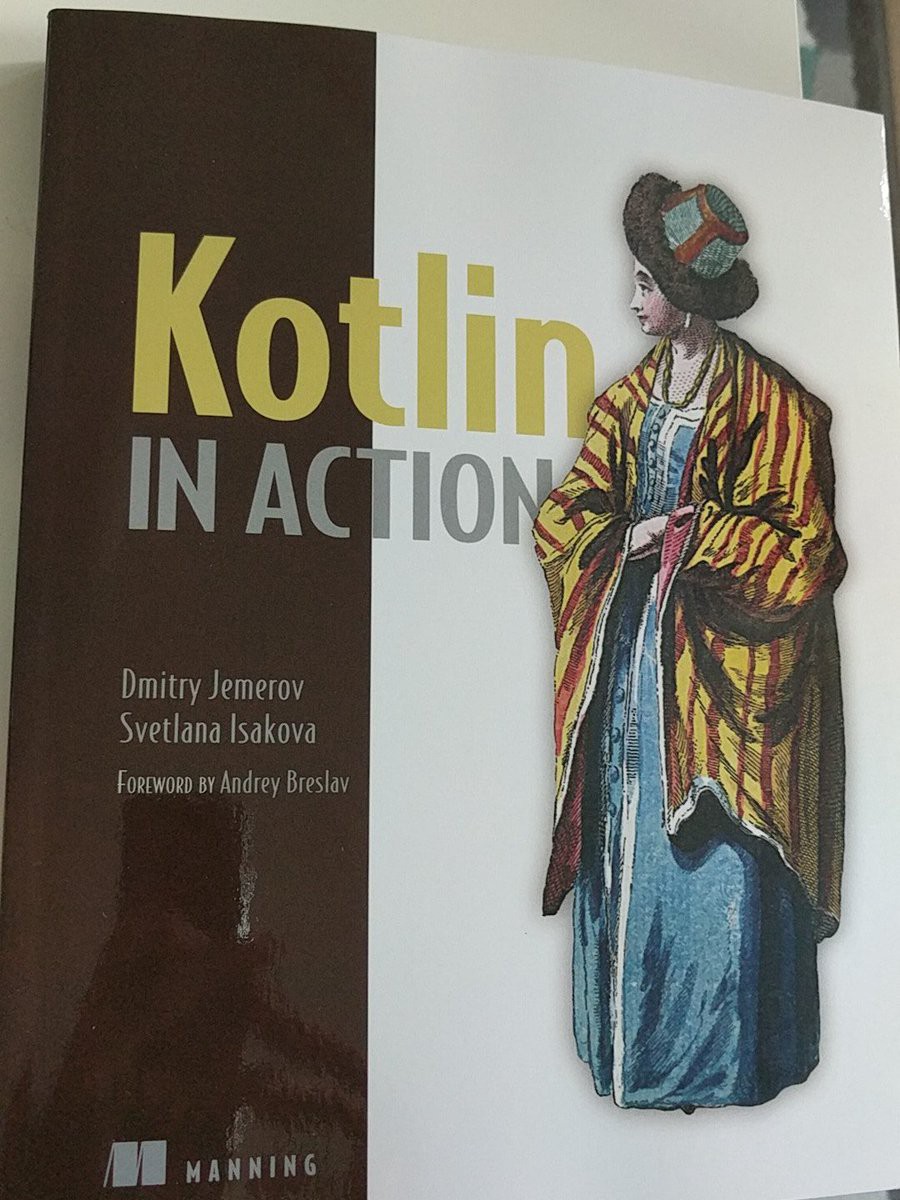 Kotlin
IN ACTION
Dmitry Jemerov
Svetlana Isakova
FOREWORD BY Andrey Breslav
MANNING